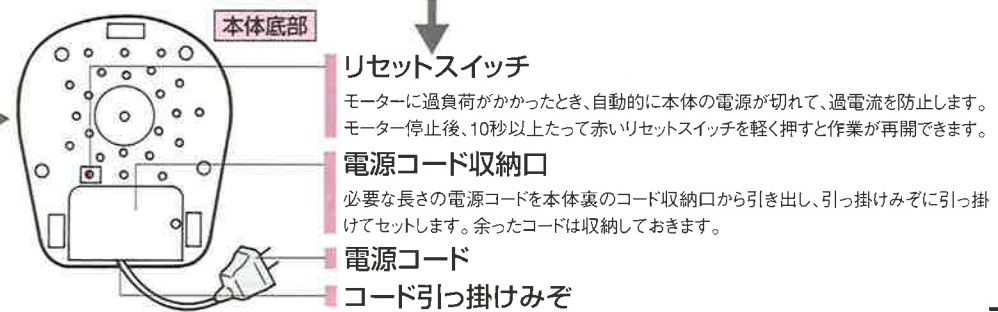 本体底部
リセットスイッチ
モーターに過負荷がかかったとき、自動的に本体の電源が切れて、過電流を防止します。
モーター停止後、10秒以上たって赤いリセットスイッチを軽く押すと作業が再開できます。
電源コード収納口
必要な長さの電源コードを本体裏のコード収納口から引き出し、引っ掛けみぞに引っ掛
けてセットします。余ったコードは収納しておきます。
電源コード
コード引っ掛けみぞ